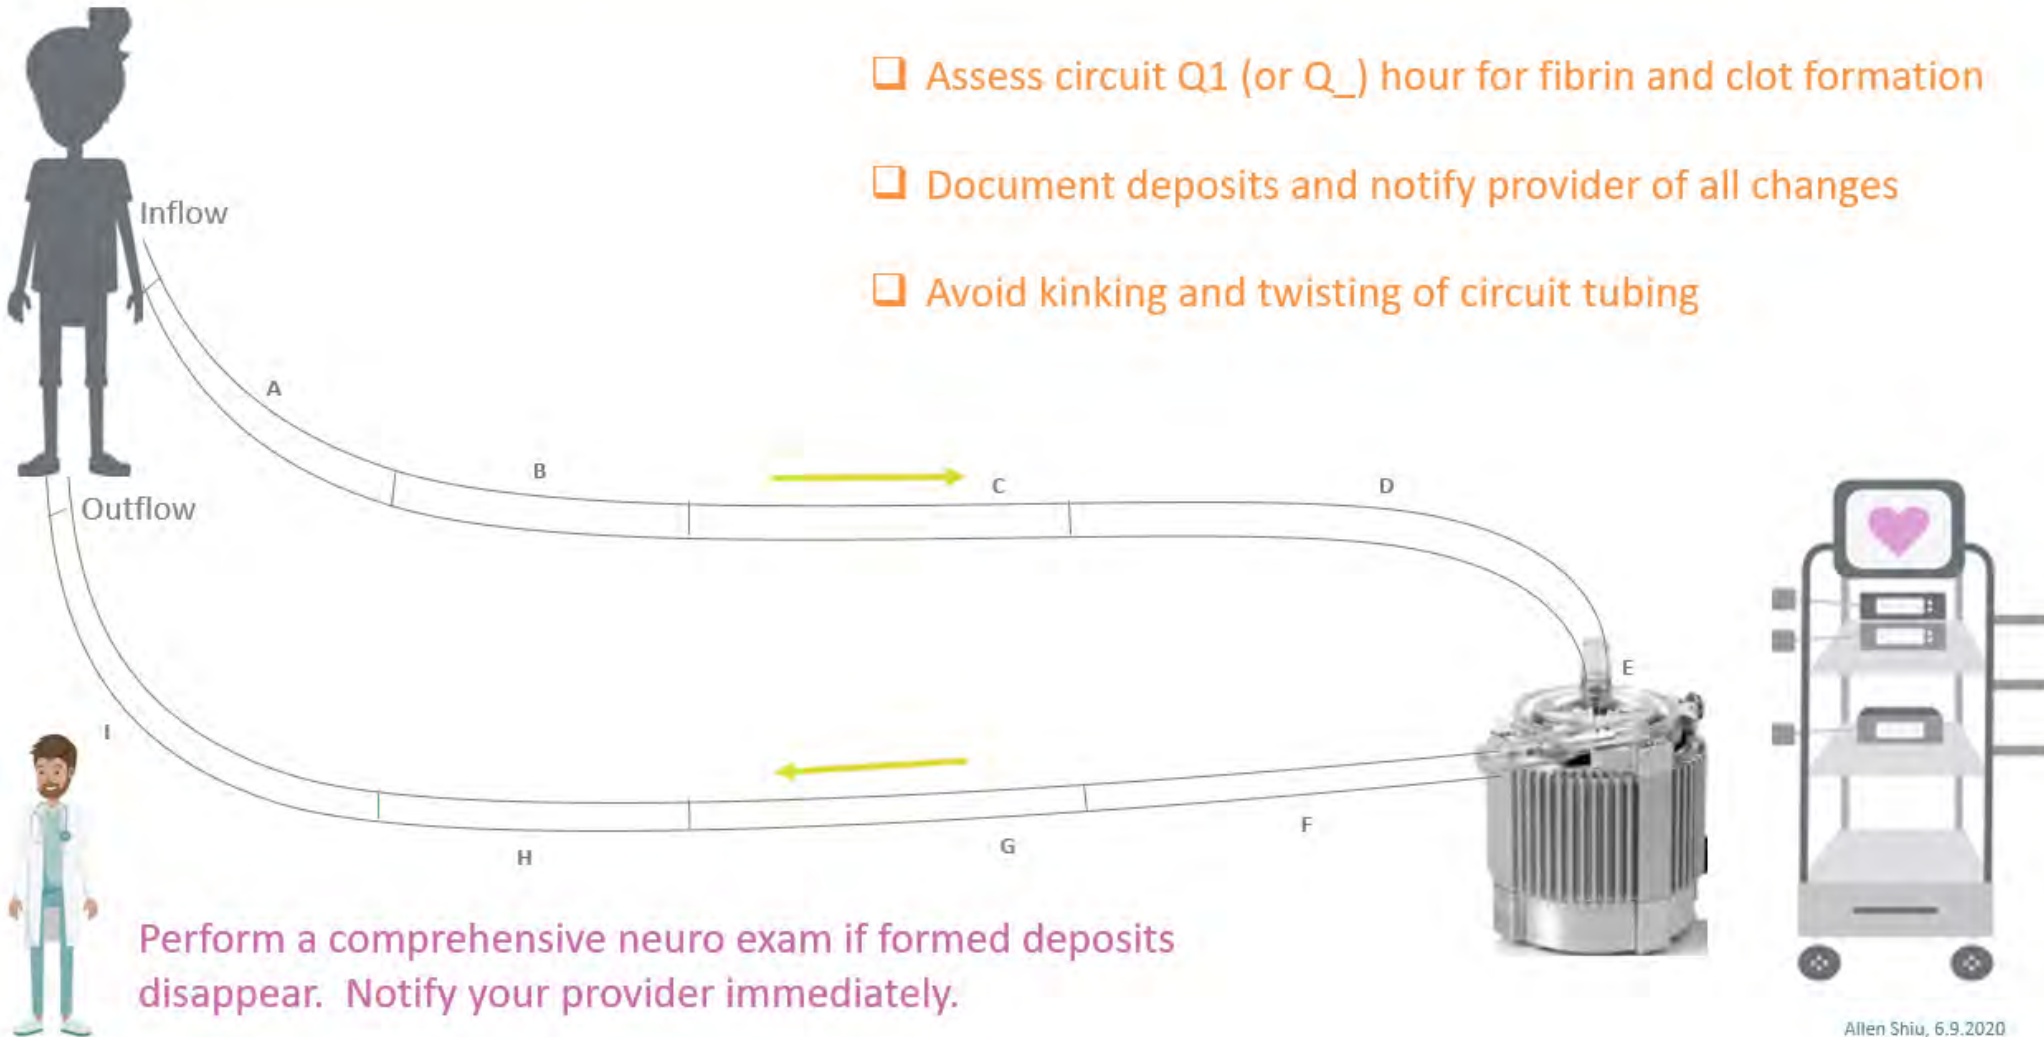 Assess circuit Q1 (or Q_) hour for fibrin and clot formation
Document deposits and notify provider of all changes
Avoid kinking and twisting of circuit tubing
Inflow
A
B
C
D
E
Outflow
I
H
G
F
Perform a comprehensive neuro exam if formed deposits
disappear.  Notify your provider immediately.
Allen Shiu, 6.9.2020